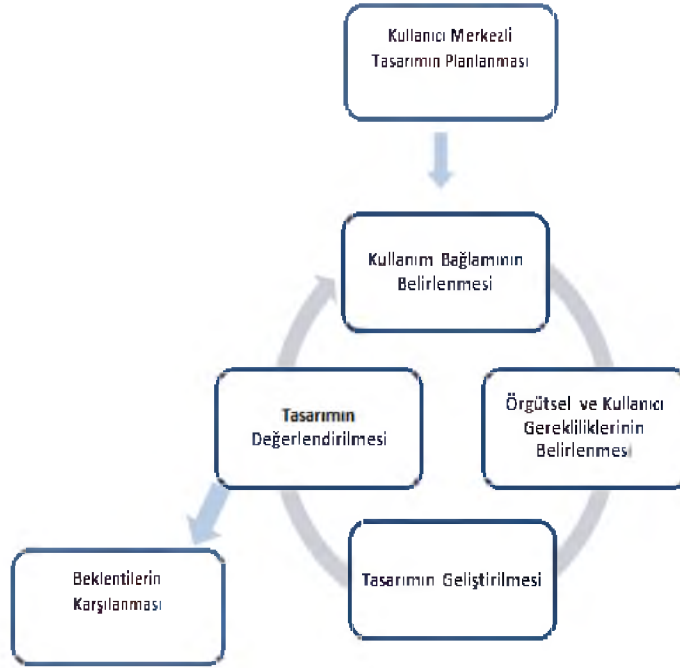 Kullanıcı Merkezli
Tasarımın Planlanması
Kullanım Bağlamının
Belirlenmesi
Örgütsel ve Kullanıcı
Gerekliliklerinin
Belirlenmesi
Tasarımın Geliştirilmesi
Tasarımın
Değerlendirilmesi
Beklentilerin
Karşılanması